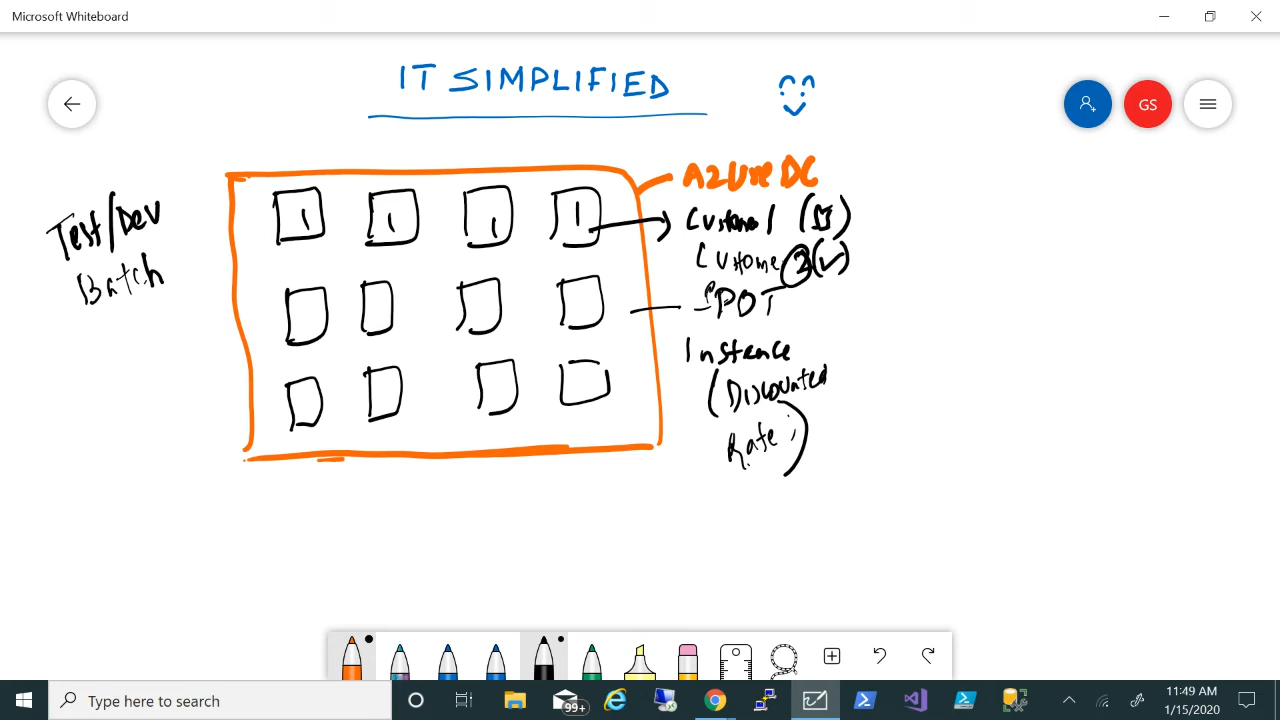 Microsoft Whiteboard
IT SIMPLIFIED
GS
AZure DC
Test/Dev
Batch
1 1 1 1
Customer 1
Customer 2
SPOT
Instance
(Discounted
Rate)
Type here to search
99+
11:49 AM
1/15/2020